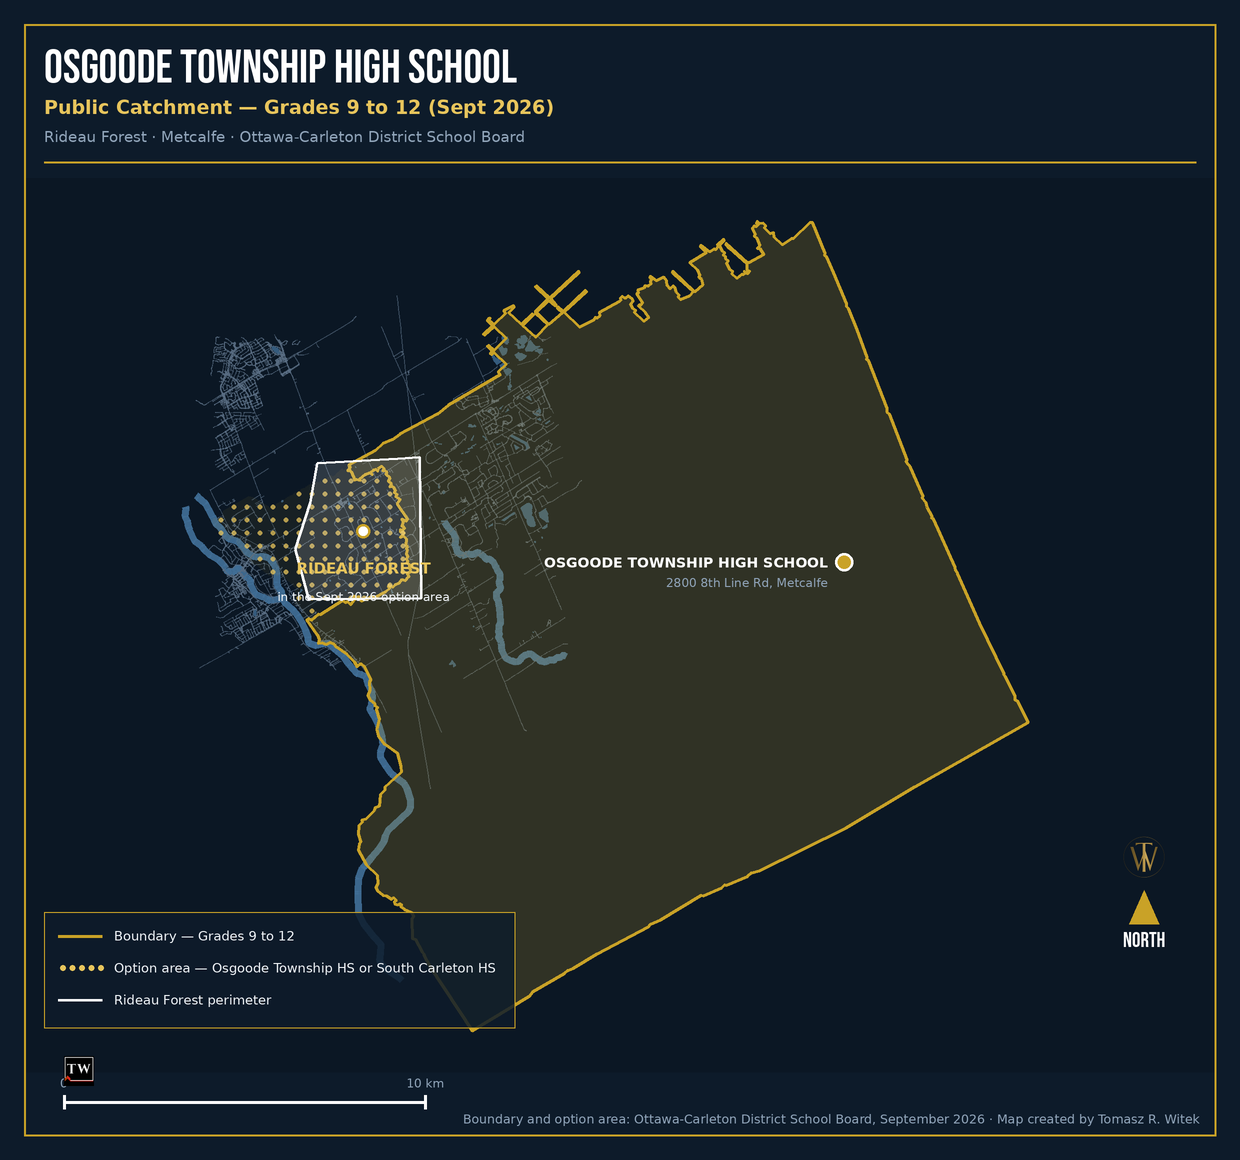 OSGOODE TOWNSHIP HIGH SCHOOL
Public Catchment — Grades 9 to 12 (Sept 2026)
Rideau Forest · Metcalfe · Ottawa-Carleton District School Board
OSGOODE TOWNSHIP HIGH SCHOOL
2800 8th Line Rd, Metcalfe
RIDEAU FOREST
in the Sept 2026 option area
TW
NORTH
Boundary — Grades 9 to 12
Option area — Osgoode Township HS or South Carleton HS
Rideau Forest perimeter
TW
0
10 km
Boundary and option area: Ottawa-Carleton District School Board, September 2026 · Map created by Tomasz R. Witek